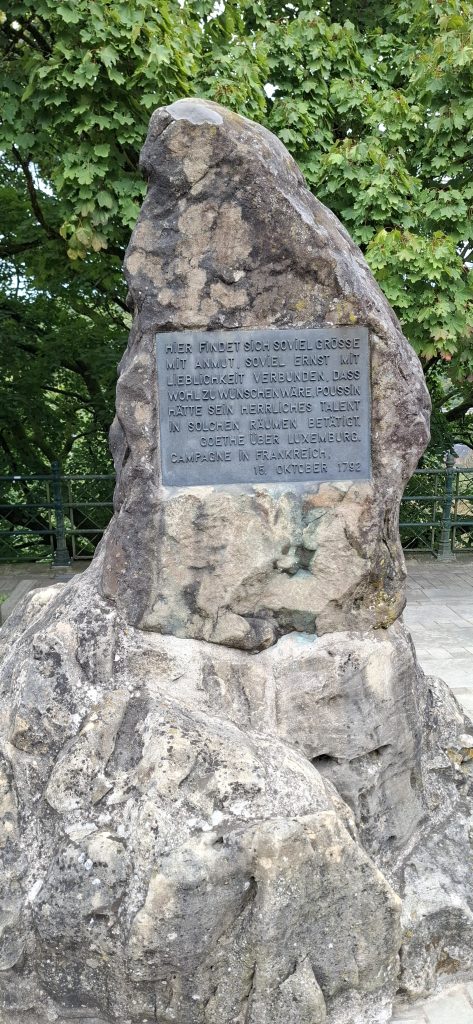 HIER FINDET SICH SOVIEL GRÖSSE
MIT ANMUT, SOVIEL ERNST MIT
LIEBLICHKEIT VERBUNDEN, DASS
WOHL ZU WÜNSCHEN WÄRE, POUSSIN
HÄTTE SEIN HERRLICHES TALENT
IN SOLCHEN RÄUMEN BETÄTIGT.
GOETHE ÜBER LUXEMBURG.
CAMPAGNE IN FRANKREICH;
15. OKTOBER 1792